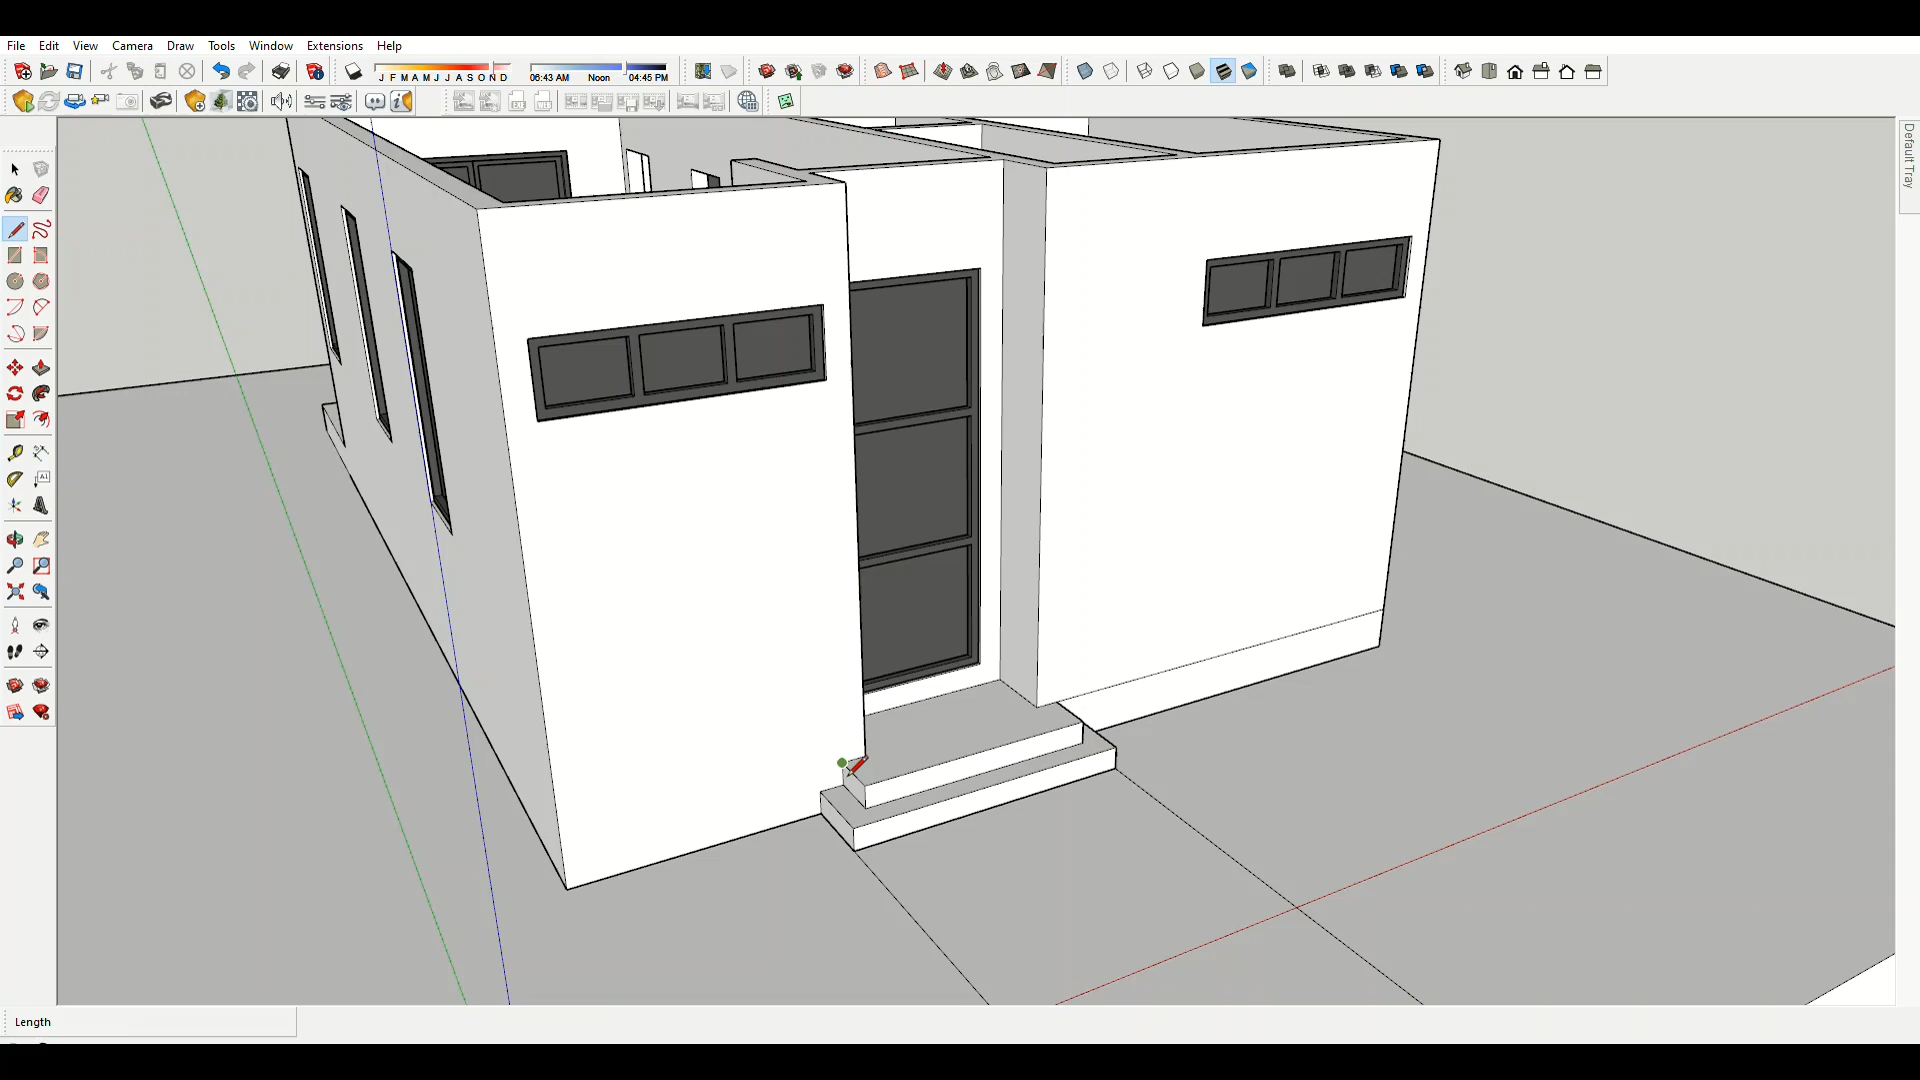 File Edit View Camera Draw Tools Window Extensions Help
J F M A M J J A S O N D 06:43 AM Noon 04:45 PM
Default Tray
A1
Length